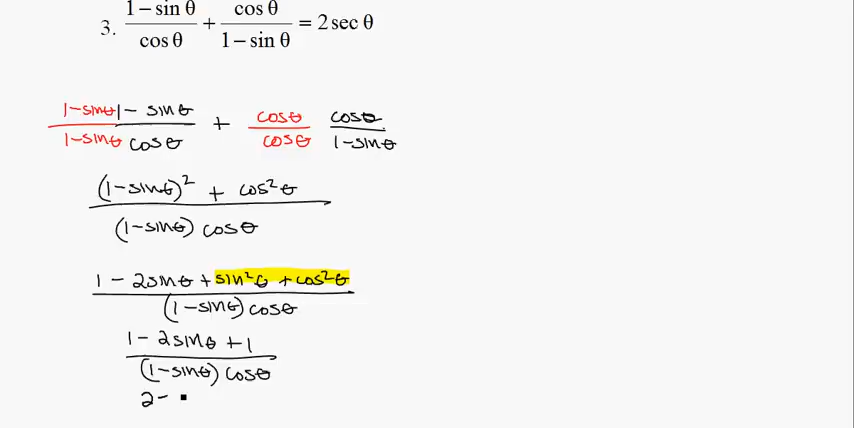 3. (1 − sin θ)/(cos θ) + (cos θ)/(1 − sin θ) = 2 sec θ
(1-sinθ)/(1-sinθ) (1 - sinθ)/(cosθ) + (cosθ)/(cosθ) (cosθ)/(1-sinθ)
((1-sinθ)² + cos²θ)/((1-sinθ) cosθ)
(1 - 2sinθ + sin²θ + cos²θ)/((1-sinθ) cosθ)
(1 - 2sinθ + 1)/((1-sinθ) cosθ)
2 -